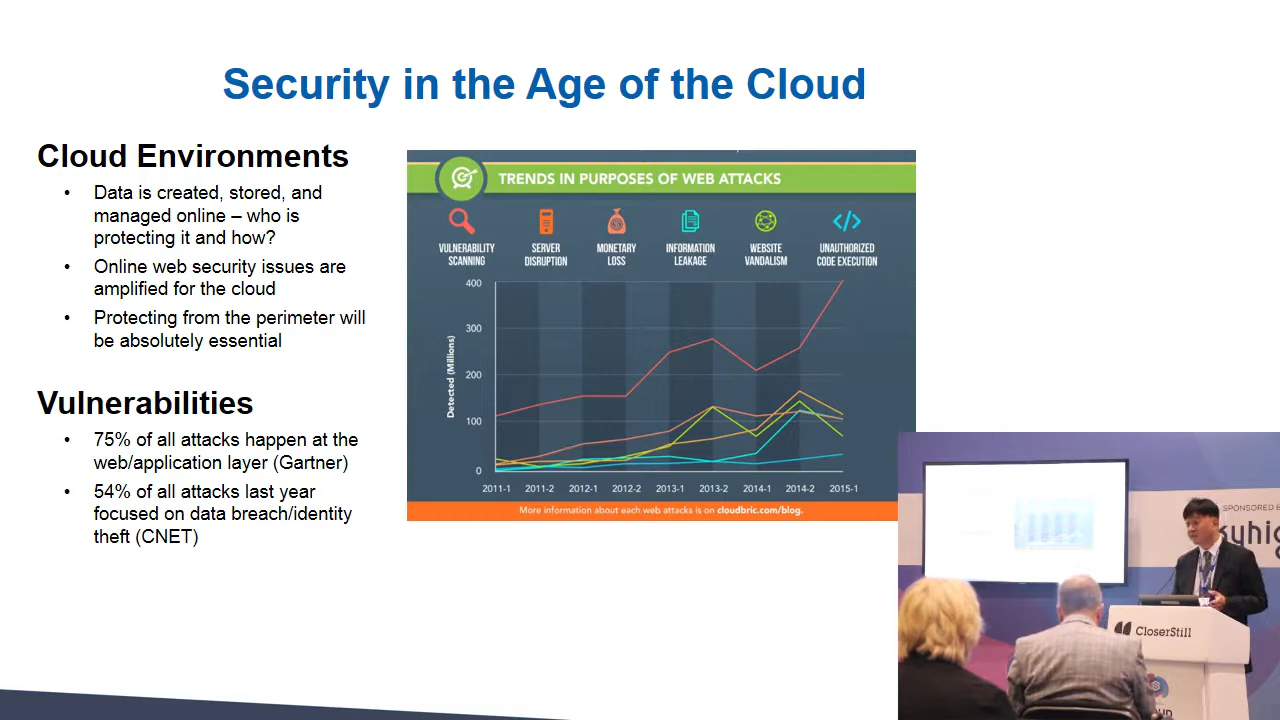 Security in the Age of the Cloud
Cloud Environments
• Data is created, stored, and
managed online – who is
protecting it and how?
• Online web security issues are
amplified for the cloud
• Protecting from the perimeter will
be absolutely essential
Vulnerabilities
• 75% of all attacks happen at the
web/application layer (Gartner)
• 54% of all attacks last year
focused on data breach/identity
theft (CNET)
TRENDS IN PURPOSES OF WEB ATTACKS
VULNERABILITY
SCANNING
SERVER
DISRUPTION
MONETARY
LOSS
INFORMATION
LEAKAGE
WEBSITE
VANDALISM
UNAUTHORIZED
CODE EXECUTION
Detected (Millions)
400
300
200
100
0
2011-1 2011-2 2012-1 2012-2 2013-1 2013-2 2014-1 2014-2 2015-1
More information about each web attacks is on cloudbric.com/blog.
SPONSORED
CloserStill